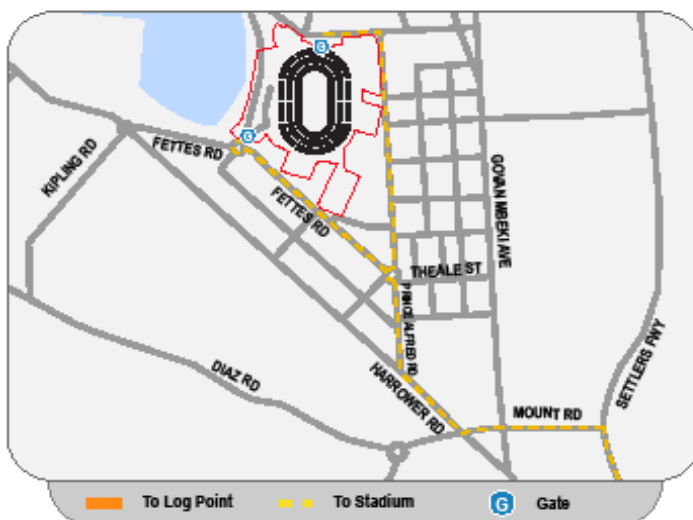 G
G
FETTES RD
KIPLING RD
FETTES RD
GOVAN MBEKI AVE
THEALE ST
PRINCE ALFRED RD
DIAZ RD
HARROWER RD
MOUNT RD
SETTLERS FWY
To Log Point
To Stadium
G Gate